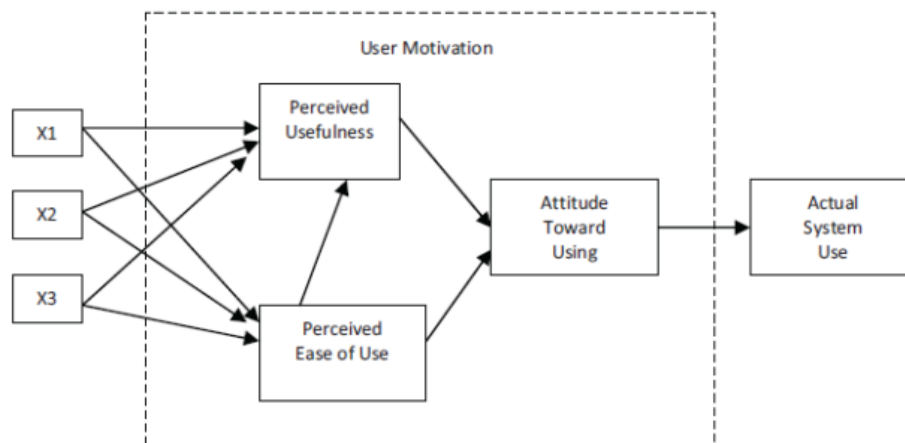 User Motivation
X1
X2
X3
Perceived
Usefulness
Perceived
Ease of Use
Attitude
Toward
Using
Actual
System
Use